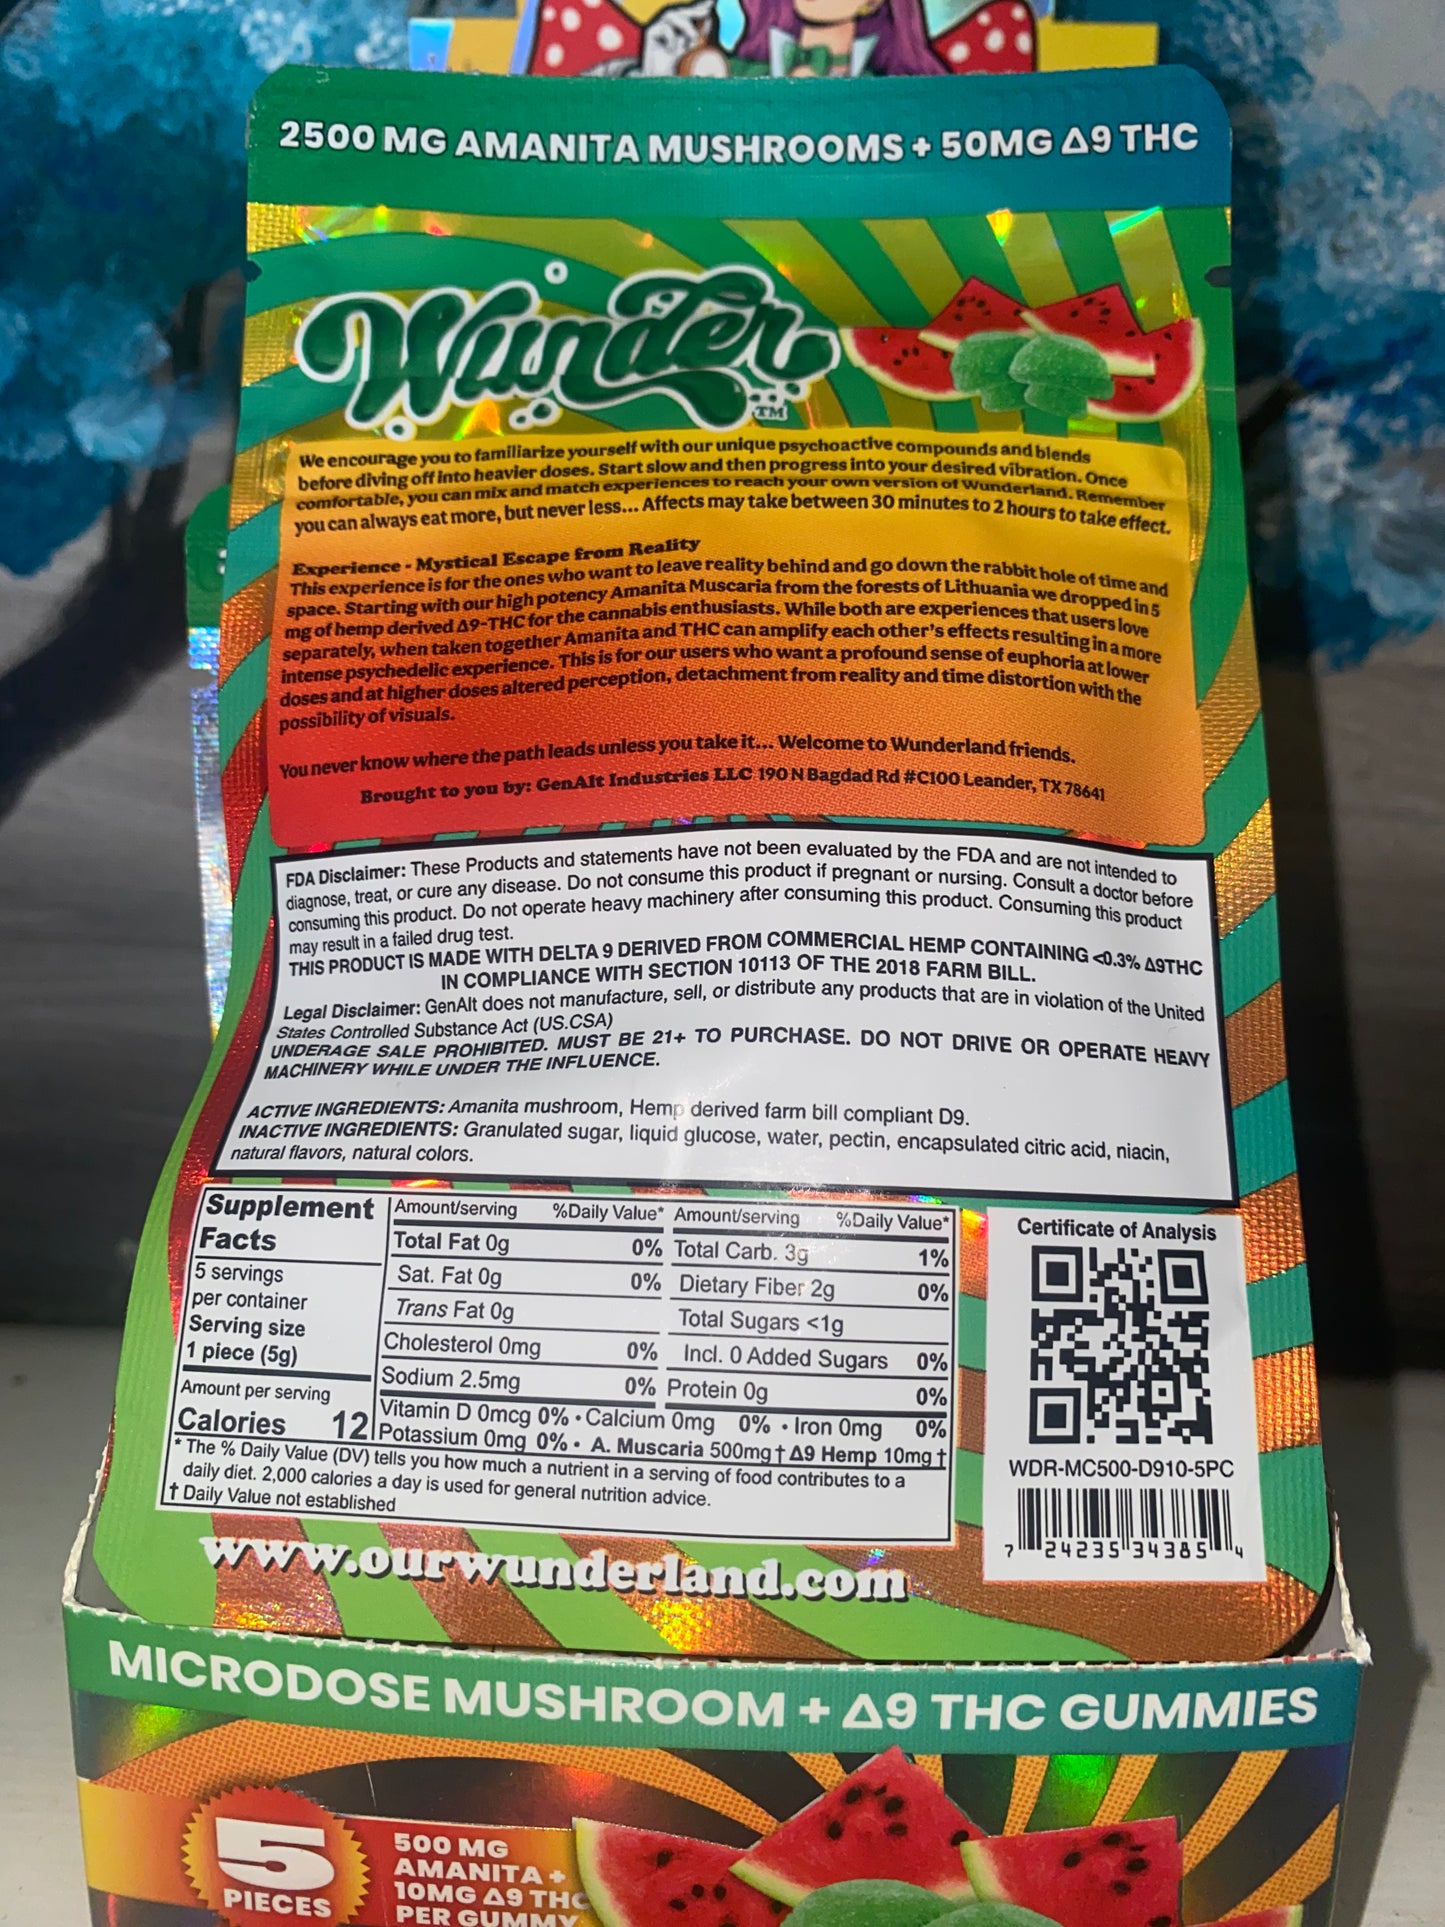 2500 MG AMANITA MUSHROOMS + 50MG Δ9 THC
Wunder
TM
We encourage you to familiarize yourself with our unique psychoactive compounds and blends
before diving off into heavier doses. Start slow and then progress into your desired vibration. Once
comfortable, you can mix and match experiences to reach your own version of Wunderland. Remember
you can always eat more, but never less... Affects may take between 30 minutes to 2 hours to take effect.
Experience - Mystical Escape from Reality
This experience is for the ones who want to leave reality behind and go down the rabbit hole of time and
space. Starting with our high potency Amanita Muscaria from the forests of Lithuania we dropped in 5
mg of hemp derived Δ9-THC for the cannabis enthusiasts. While both are experiences that users love
separately, when taken together Amanita and THC can amplify each other's effects resulting in a more
intense psychedelic experience. This is for our users who want a profound sense of euphoria at lower
doses and at higher doses altered perception, detachment from reality and time distortion with the
possibility of visuals.
You never know where the path leads unless you take it... Welcome to Wunderland friends.
Brought to you by: GenAlt Industries LLC 190 N Bagdad Rd #C100 Leander, TX 78641
FDA Disclaimer: These Products and statements have not been evaluated by the FDA and are not intended to
diagnose, treat, or cure any disease. Do not consume this product if pregnant or nursing. Consult a doctor before
consuming this product. Do not operate heavy machinery after consuming this product. Consuming this product
may result in a failed drug test.
THIS PRODUCT IS MADE WITH DELTA 9 DERIVED FROM COMMERCIAL HEMP CONTAINING <0.3% Δ9THC
IN COMPLIANCE WITH SECTION 10113 OF THE 2018 FARM BILL.
Legal Disclaimer: GenAlt does not manufacture, sell, or distribute any products that are in violation of the United
States Controlled Substance Act (US.CSA)
UNDERAGE SALE PROHIBITED. MUST BE 21+ TO PURCHASE. DO NOT DRIVE OR OPERATE HEAVY
MACHINERY WHILE UNDER THE INFLUENCE.
ACTIVE INGREDIENTS: Amanita mushroom, Hemp derived farm bill compliant D9.
INACTIVE INGREDIENTS: Granulated sugar, liquid glucose, water, pectin, encapsulated citric acid, niacin,
natural flavors, natural colors.
Supplement
Facts
5 servings
per container
Serving size
1 piece (5g)
Amount per serving
Calories 12
Amount/serving %Daily Value* Amount/serving %Daily Value*
Total Fat 0g 0% Total Carb. 3g 1%
Sat. Fat 0g 0% Dietary Fiber 2g 0%
Trans Fat 0g Total Sugars <1g
Cholesterol 0mg 0% Incl. 0 Added Sugars 0%
Sodium 2.5mg 0% Protein 0g 0%
Vitamin D 0mcg 0% • Calcium 0mg 0% • Iron 0mg 0%
Potassium 0mg 0% • A. Muscaria 500mg † Δ9 Hemp 10mg †
* The % Daily Value (DV) tells you how much a nutrient in a serving of food contributes to a
daily diet. 2,000 calories a day is used for general nutrition advice.
† Daily Value not established
Certificate of Analysis
WDR-MC500-D910-5PC
7 24235 34385 4
www.ourwunderland.com
MICRODOSE MUSHROOM + Δ9 THC GUMMIES
5
PIECES
500 MG
AMANITA +
10MG Δ9 THC
PER GUMMY